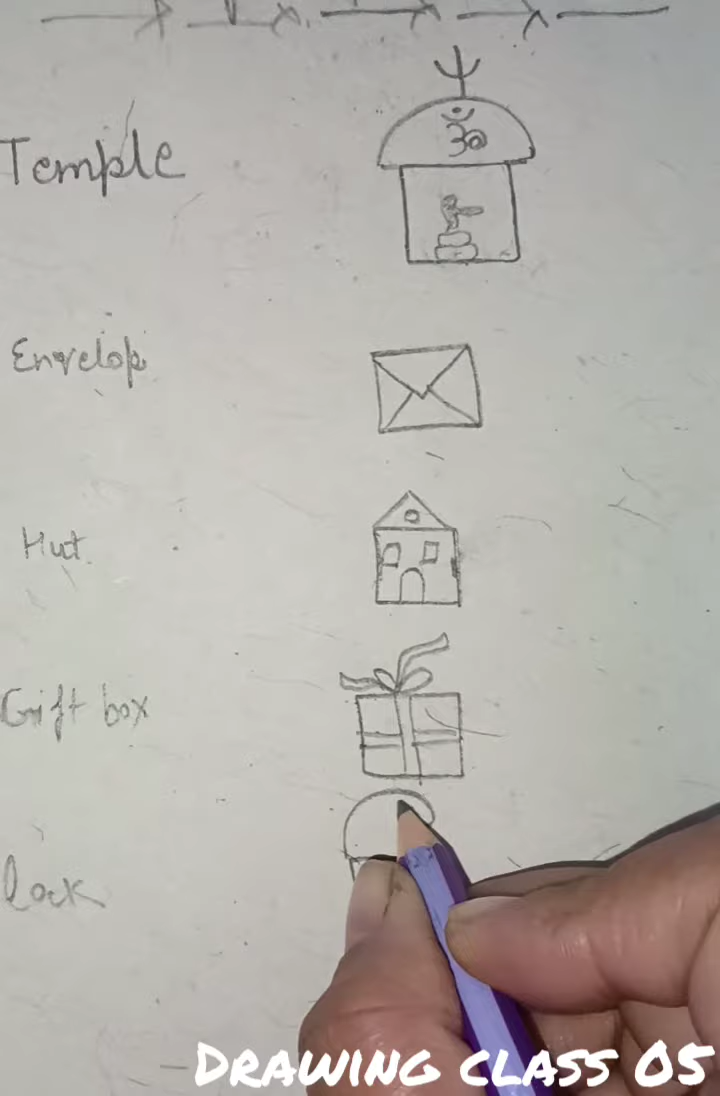 Temple
ॐ
Envelop
Hut.
Gift box
lock
DRAWING CLASS 05